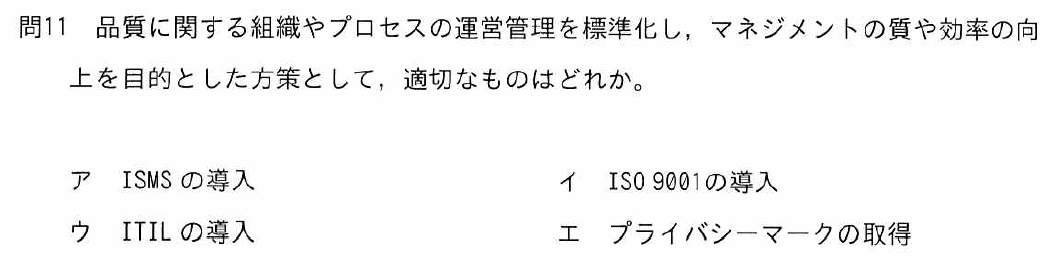 問11 品質に関する組織やプロセスの運営管理を標準化し，マネジメントの質や効率の向
上を目的とした方策として，適切なものはどれか。
ア ISMS の導入 イ ISO 9001の導入
ウ ITIL の導入 エ プライバシーマークの取得